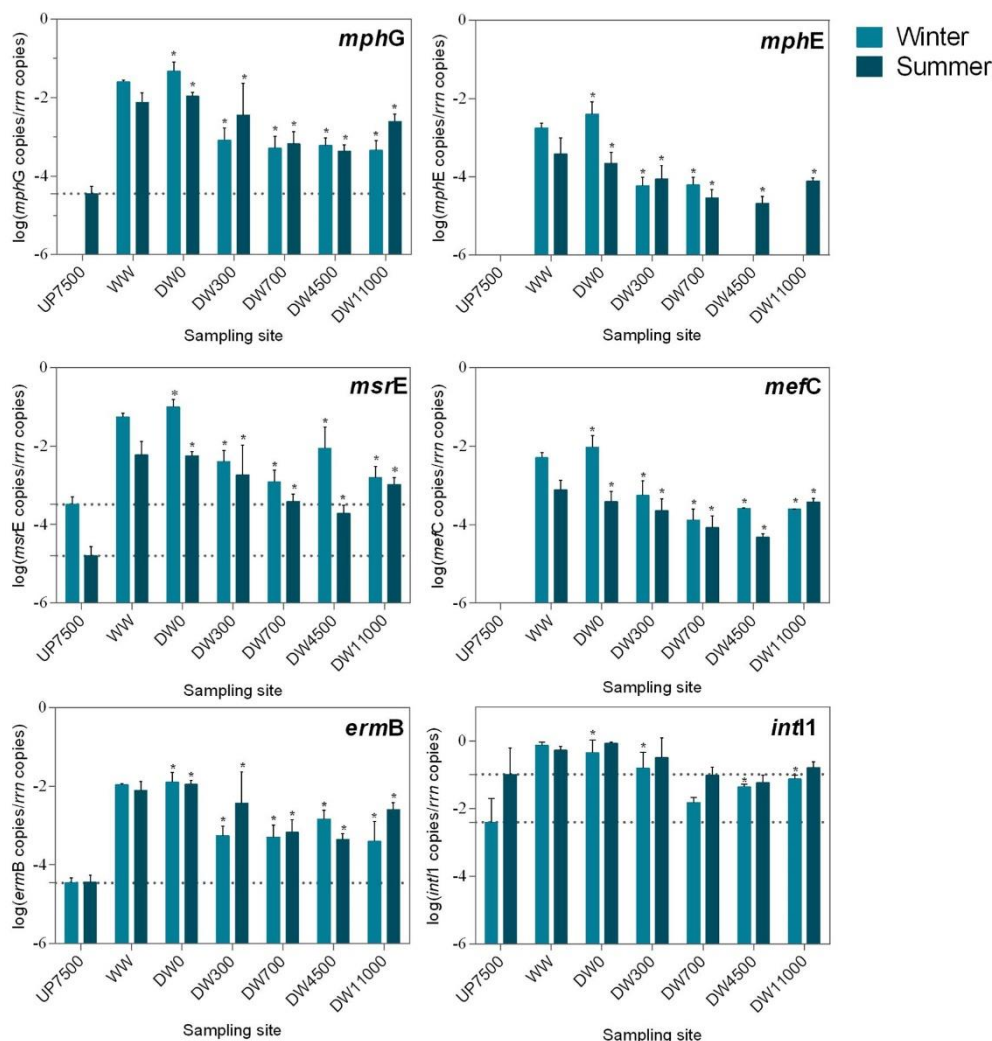 mphG
log(mphG copies/rrn copies)
0
-2
-4
-6
* * * * * * * * * *
UP7500 WW DW0 DW300 DW700 DW4500 DW11000
Sampling site
mphE
log(mphE copies/rrn copies)
0
-2
-4
-6
* * * * * * * *
UP7500 WW DW0 DW300 DW700 DW4500 DW11000
Sampling site
Winter
Summer
msrE
log(msrE copies/rrn copies)
0
-2
-4
-6
* * * * * * * * * *
UP7500 WW DW0 DW300 DW700 DW4500 DW11000
Sampling site
mefC
log(mefC copies/rrn copies)
0
-2
-4
-6
* * * * * * * * * *
UP7500 WW DW0 DW300 DW700 DW4500 DW11000
Sampling site
ermB
log(ermB copies/rrn copies)
0
-2
-4
-6
* * * * * * * * * *
UP7500 WW DW0 DW300 DW700 DW4500 DW11000
Sampling site
intI1
log(intI1 copies/rrn copies)
0
-2
-4
-6
* * * *
UP7500 WW DW0 DW300 DW700 DW4500 DW11000
Sampling site